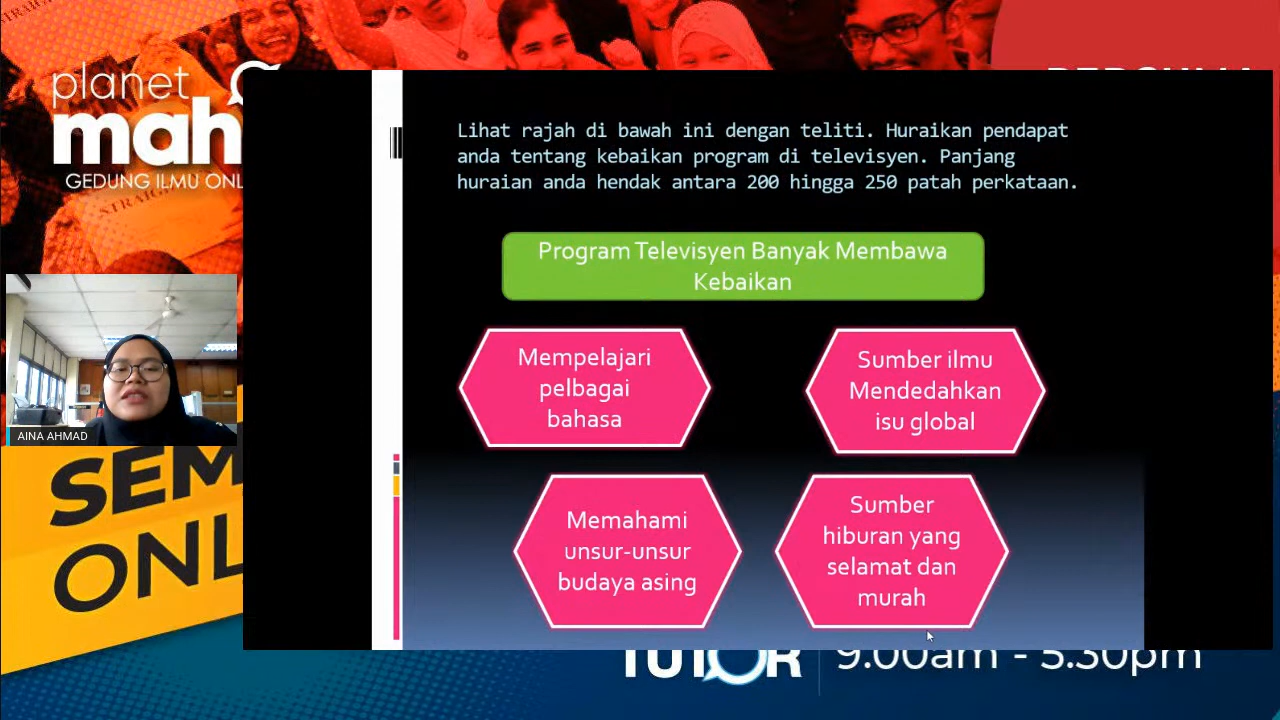 planet
mah
GEDUNG ILMU ONL
Lihat rajah di bawah ini dengan teliti. Huraikan pendapat
anda tentang kebaikan program di televisyen. Panjang
huraian anda hendak antara 200 hingga 250 patah perkataan.
Program Televisyen Banyak Membawa
Kebaikan
Mempelajari
pelbagai
bahasa
Sumber ilmu
Mendedahkan
isu global
Memahami
unsur-unsur
budaya asing
Sumber
hiburan yang
selamat dan
murah
AINA AHMAD
SEM
ONL
TUTOR
9.00am - 5.30pm